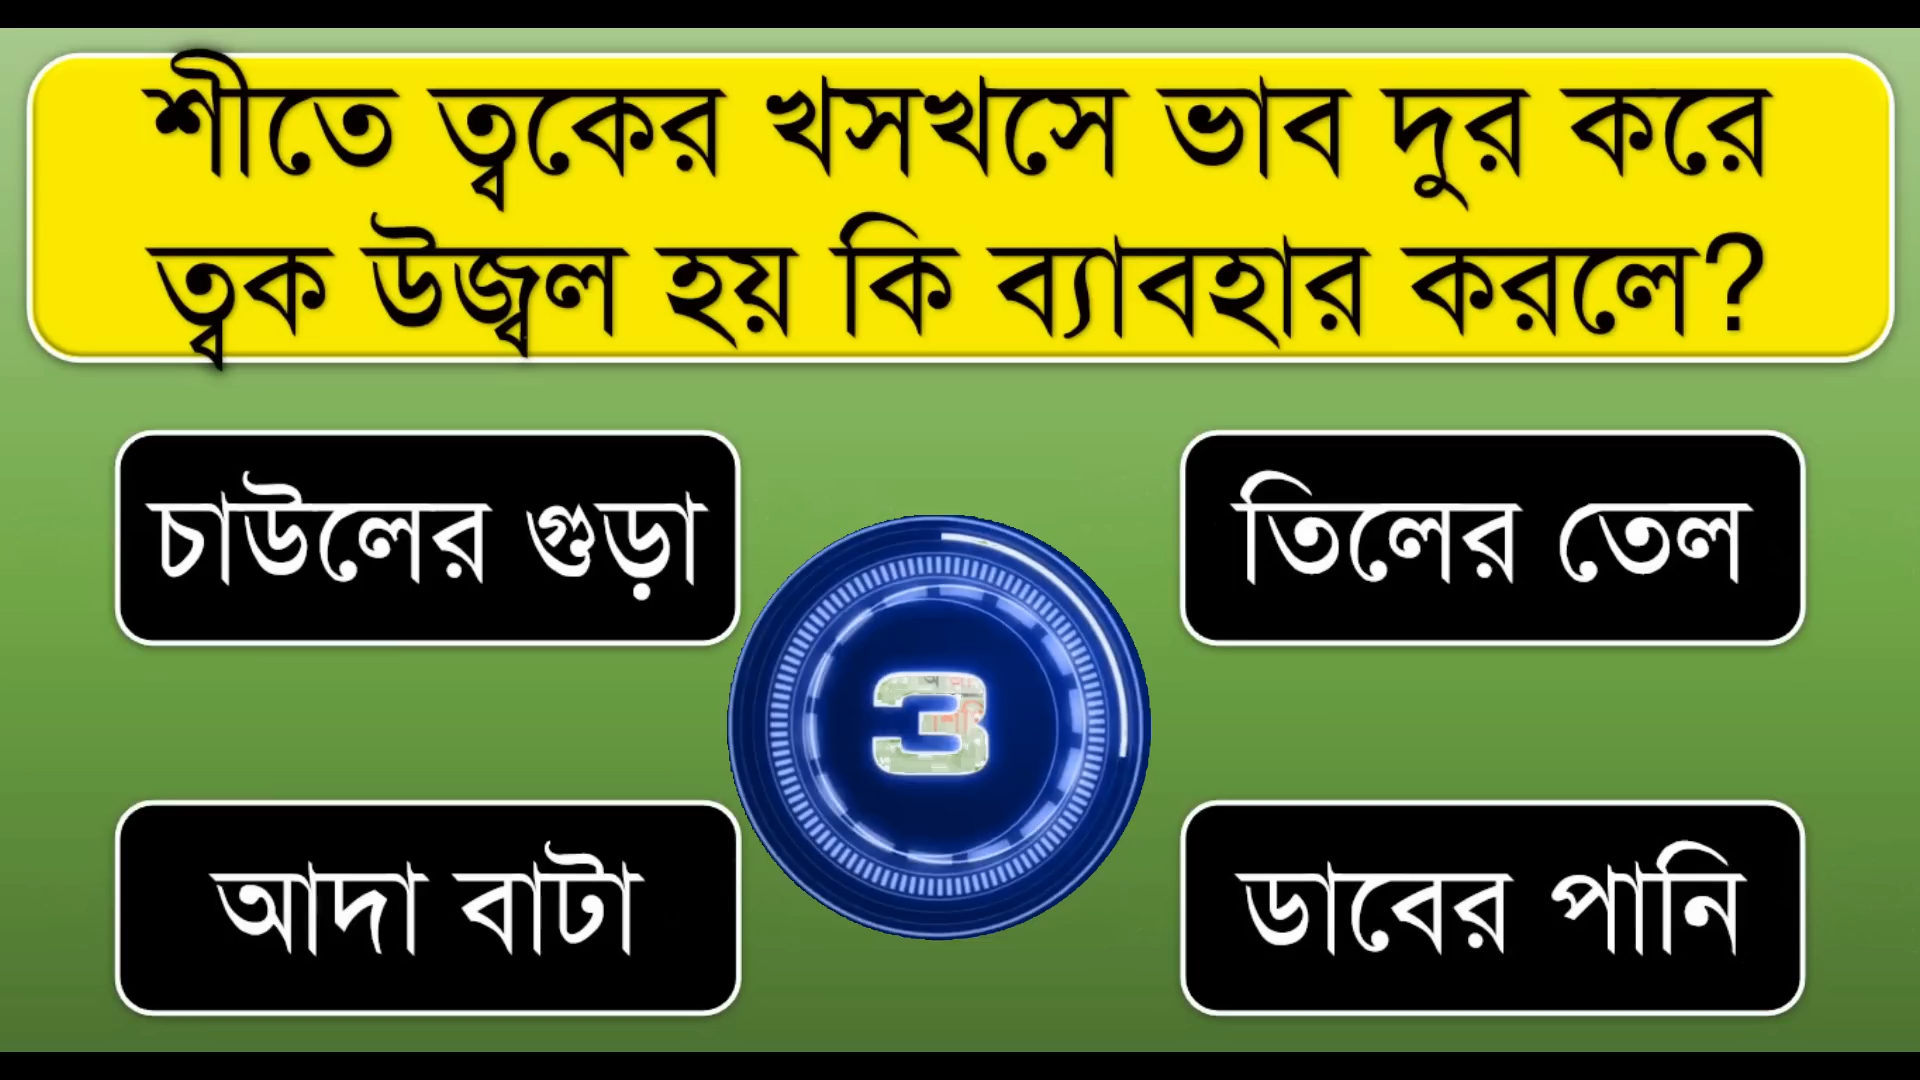 শীতে ত্বকের খসখসে ভাব দুর করে
ত্বক উজ্বল হয় কি ব্যাবহার করলে?
চাউলের গুড়া
তিলের তেল
3
আদা বাটা
ডাবের পানি